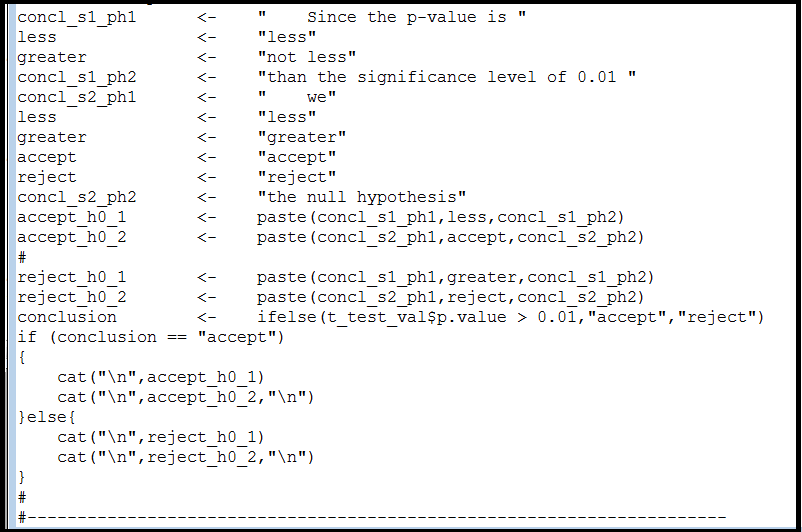 concl_s1_ph1      <-    "    Since the p-value is "
less              <-    "less"
greater           <-    "not less"
concl_s1_ph2      <-    "than the significance level of 0.01 "
concl_s2_ph1      <-    "    we"
less              <-    "less"
greater           <-    "greater"
accept            <-    "accept"
reject            <-    "reject"
concl_s2_ph2      <-    "the null hypothesis"
accept_h0_1       <-    paste(concl_s1_ph1,less,concl_s1_ph2)
accept_h0_2       <-    paste(concl_s2_ph1,accept,concl_s2_ph2)
#
reject_h0_1       <-    paste(concl_s1_ph1,greater,concl_s1_ph2)
reject_h0_2       <-    paste(concl_s2_ph1,reject,concl_s2_ph2)
conclusion        <-    ifelse(t_test_val$p.value > 0.01,"accept","reject")
if (conclusion == "accept")
{
    cat("\n",accept_h0_1)
    cat("\n",accept_h0_2,"\n")
}else{
    cat("\n",reject_h0_1)
    cat("\n",reject_h0_2,"\n")
}
#
#-----------------------------------------------------------------------